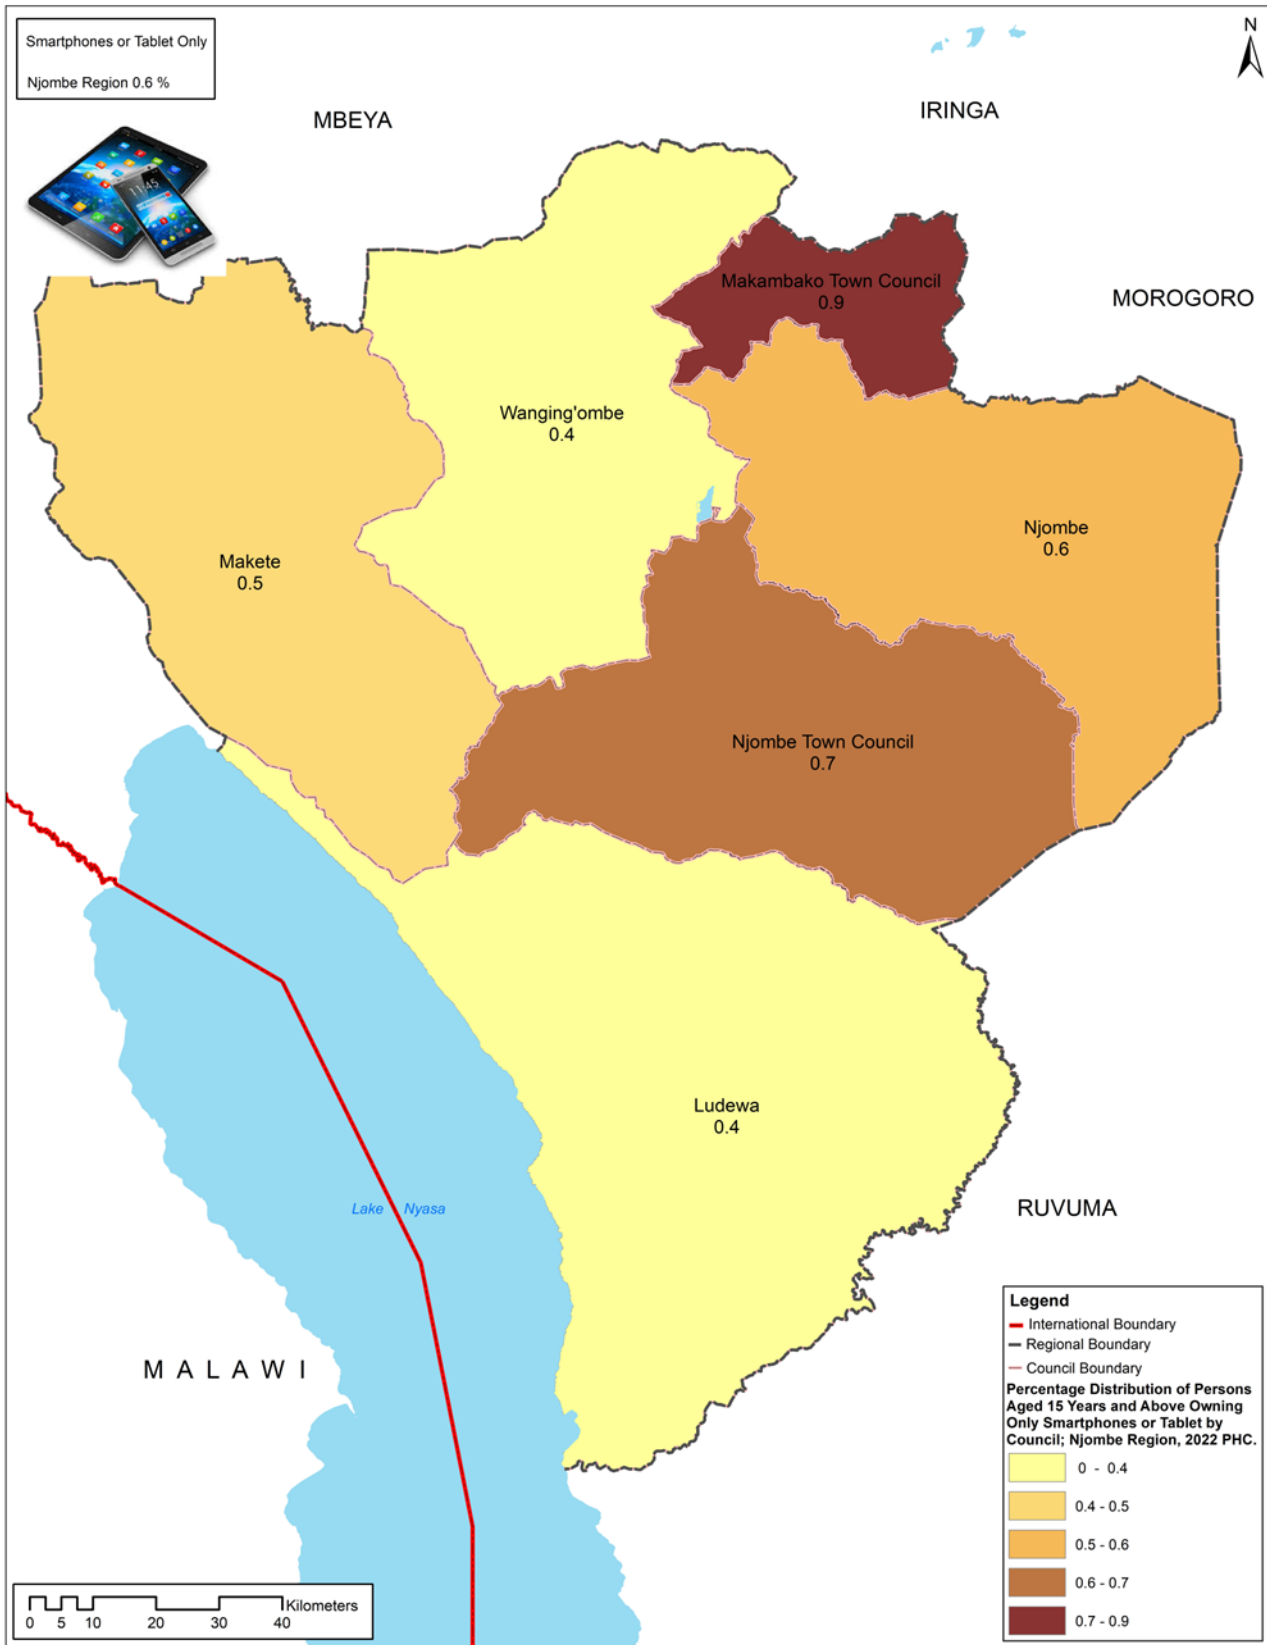 Smartphones or Tablet Only
Njombe Region 0.6 %
N
MBEYA
IRINGA
11:45
Makambako Town Council
0.9
MOROGORO
Wanging'ombe
0.4
Njombe
0.6
Makete
0.5
Njombe Town Council
0.7
Ludewa
0.4
Lake Nyasa
RUVUMA
MALAWI
Legend
International Boundary
Regional Boundary
Council Boundary
Percentage Distribution of Persons
Aged 15 Years and Above Owning
Only Smartphones or Tablet by
Council; Njombe Region, 2022 PHC.
0 - 0.4
0.4 - 0.5
0.5 - 0.6
0.6 - 0.7
0.7 - 0.9
Kilometers
0 5 10 20 30 40